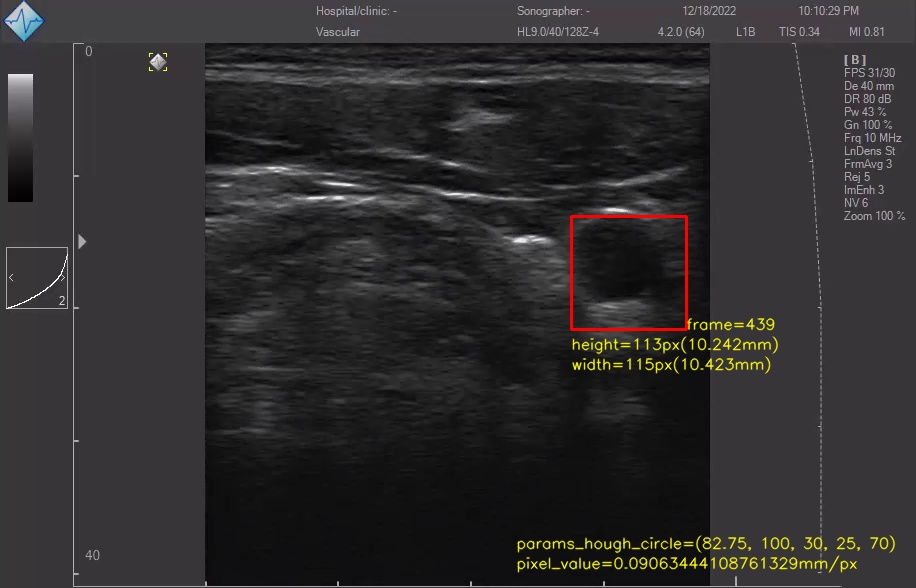 Hospital/clinic: - Sonographer: - 12/18/2022 10:10:29 PM
Vascular HL9.0/40/128Z-4 4.2.0 (64) L1B TIS 0.34 MI 0.81
0
[B]
FPS 31/30
De 40 mm
DR 80 dB
Pw 43 %
Gn 100 %
Frq 10 MHz
LnDens St
FrmAvg 3
Rej 5
ImEnh 3
NV 6
Zoom 100 %
2
frame=439
height=113px(10.242mm)
width=115px(10.423mm)
params_hough_circle=(82.75, 100, 30, 25, 70)
40
pixel_value=0.09063444108761329mm/px